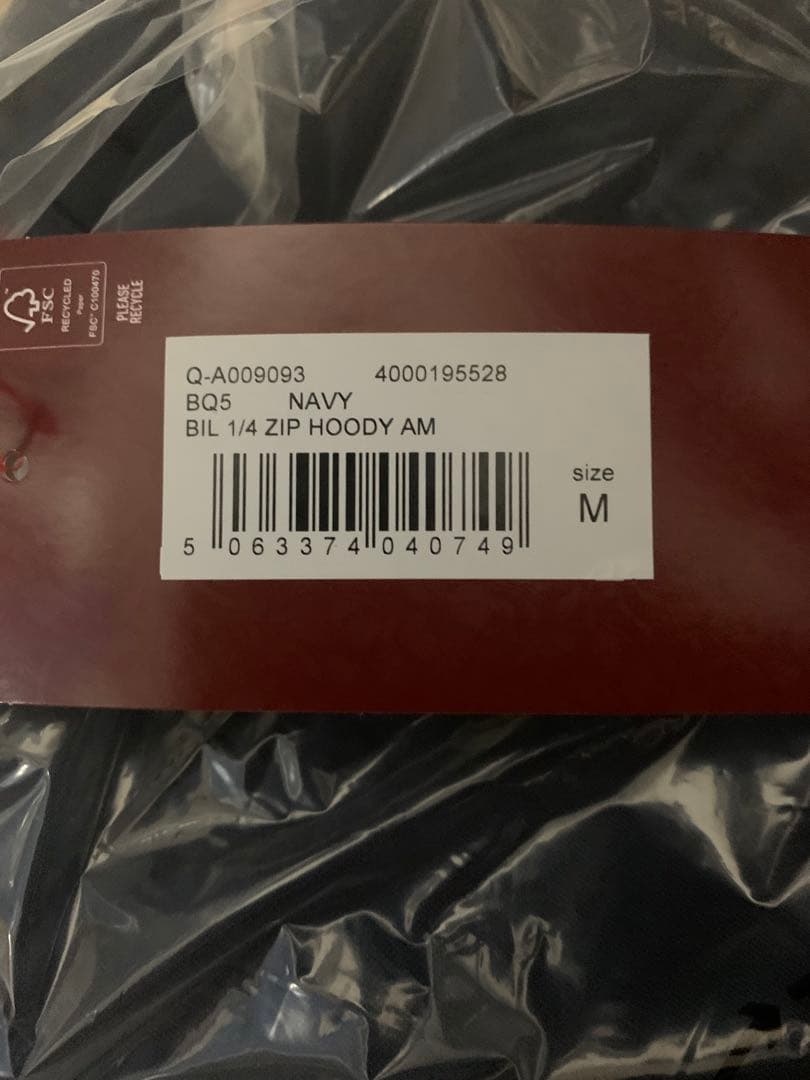 FSC
RECYCLED
Paper
FSC® C100470
PLEASE
RECYCLE
Q-A009093 4000195528
BQ5 NAVY
BIL 1/4 ZIP HOODY AM
size
M
5 063374 040749